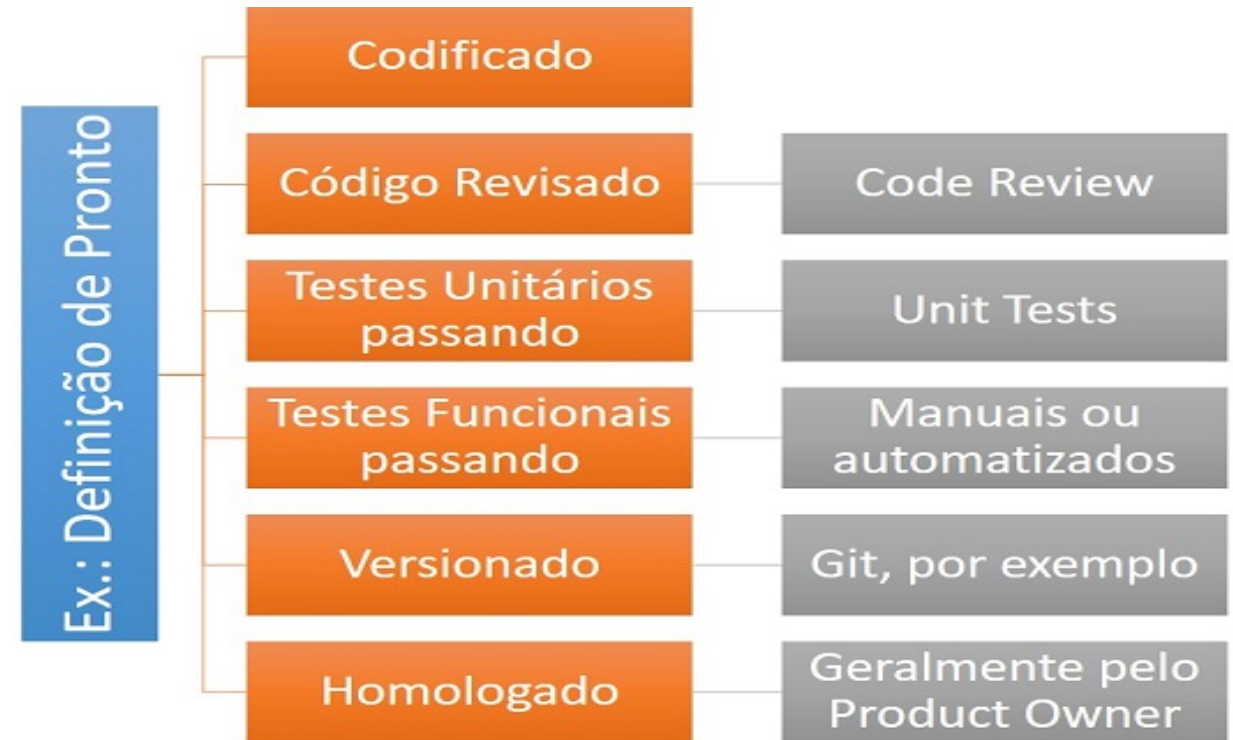 Ex.: Definição de Pronto
Codificado
Código Revisado
Code Review
Testes Unitários
passando
Unit Tests
Testes Funcionais
passando
Manuais ou
automatizados
Versionado
Git, por exemplo
Homologado
Geralmente pelo
Product Owner